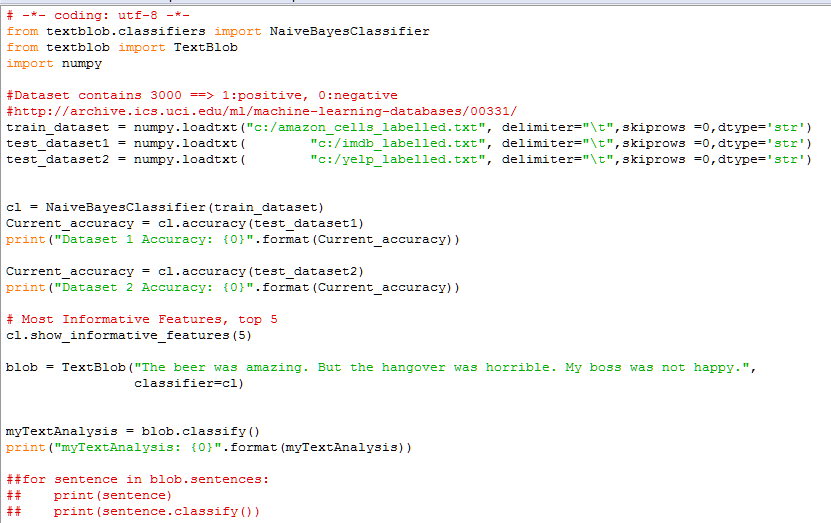 # -*- coding: utf-8 -*-
from textblob.classifiers import NaiveBayesClassifier
from textblob import TextBlob
import numpy
#Dataset contains 3000 ==> 1:positive, 0:negative
#http://archive.ics.uci.edu/ml/machine-learning-databases/00331/
train_dataset = numpy.loadtxt("c:/amazon_cells_labelled.txt", delimiter="\t",skiprows =0,dtype='str')
test_dataset1 = numpy.loadtxt(        "c:/imdb_labelled.txt", delimiter="\t",skiprows =0,dtype='str')
test_dataset2 = numpy.loadtxt(        "c:/yelp_labelled.txt", delimiter="\t",skiprows =0,dtype='str')
cl = NaiveBayesClassifier(train_dataset)
Current_accuracy = cl.accuracy(test_dataset1)
print("Dataset 1 Accuracy: {0}".format(Current_accuracy))
Current_accuracy = cl.accuracy(test_dataset2)
print("Dataset 2 Accuracy: {0}".format(Current_accuracy))
# Most Informative Features, top 5
cl.show_informative_features(5)
blob = TextBlob("The beer was amazing. But the hangover was horrible. My boss was not happy.",
                classifier=cl)
myTextAnalysis = blob.classify()
print("myTextAnalysis: {0}".format(myTextAnalysis))
##for sentence in blob.sentences:
##    print(sentence)
##    print(sentence.classify())